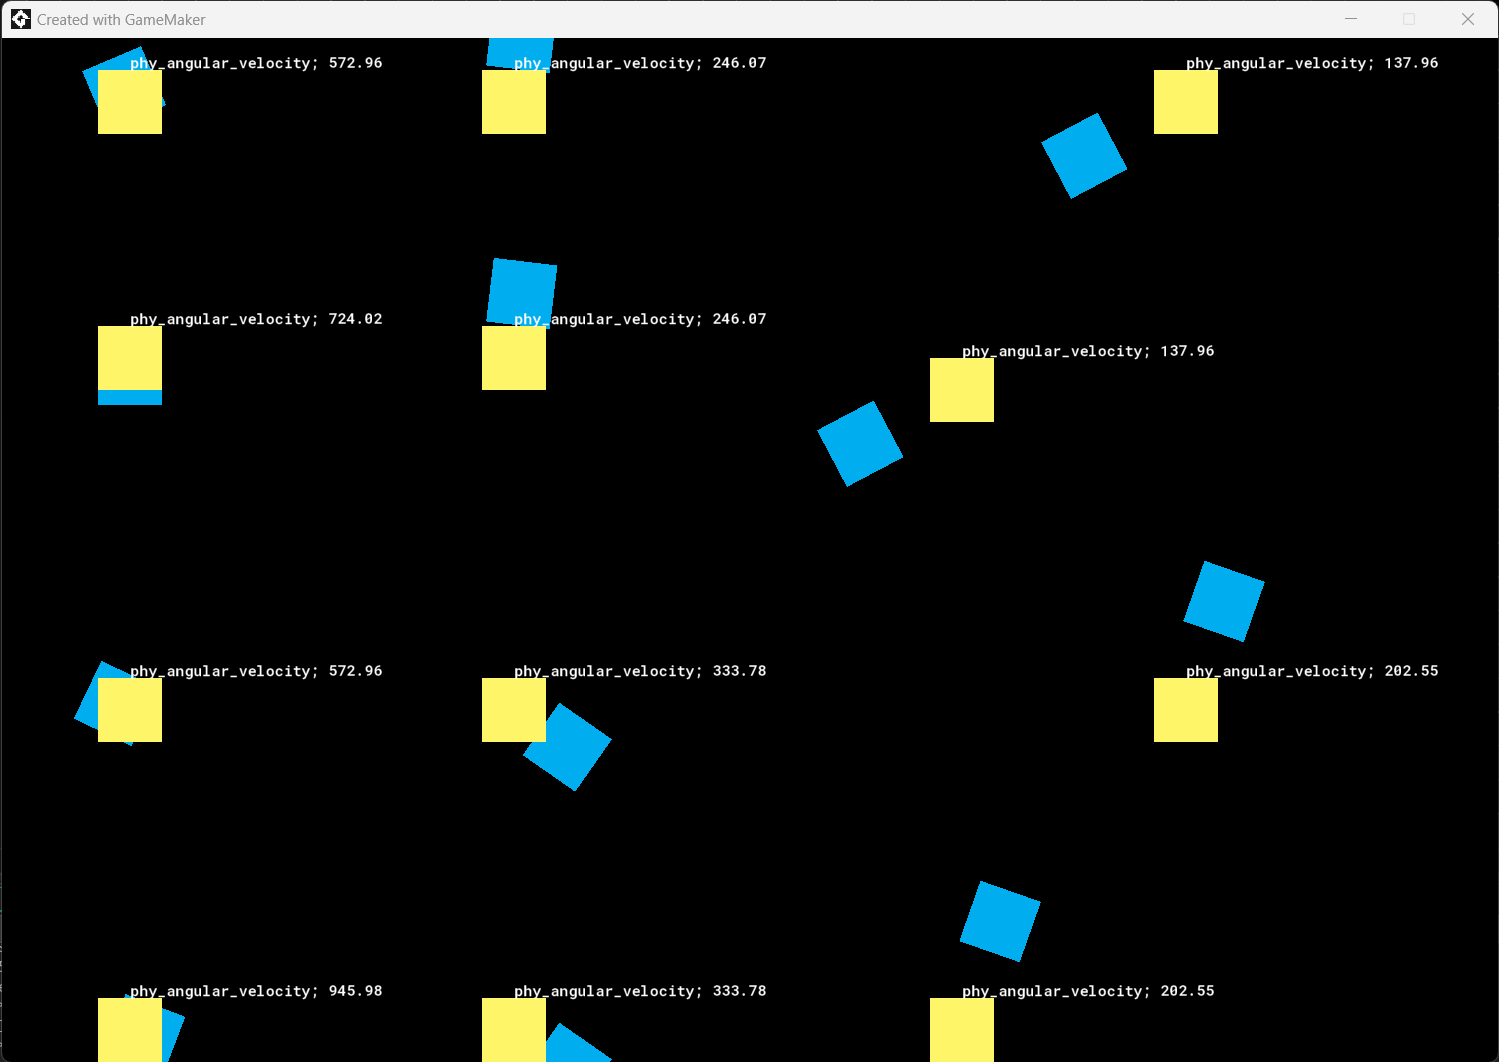 Created with GameMaker
phy_angular_velocity; 572.96
phy_angular_velocity; 246.07
phy_angular_velocity; 137.96
phy_angular_velocity; 724.02
phy_angular_velocity; 246.07
phy_angular_velocity; 137.96
phy_angular_velocity; 572.96
phy_angular_velocity; 333.78
phy_angular_velocity; 202.55
phy_angular_velocity; 945.98
phy_angular_velocity; 333.78
phy_angular_velocity; 202.55